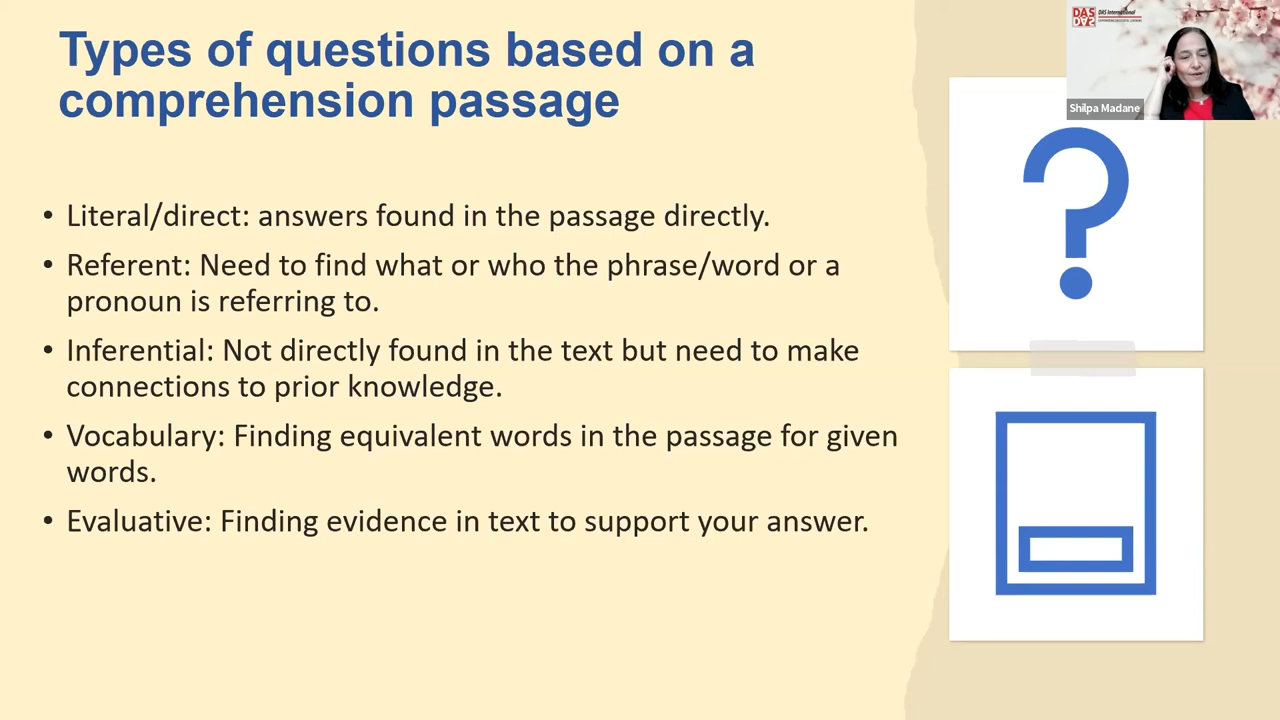 Types of questions based on a
comprehension passage
• Literal/direct: answers found in the passage directly.
• Referent: Need to find what or who the phrase/word or a
pronoun is referring to.
• Inferential: Not directly found in the text but need to make
connections to prior knowledge.
• Vocabulary: Finding equivalent words in the passage for given
words.
• Evaluative: Finding evidence in text to support your answer.
DAS
DAS International
Shilpa Madane